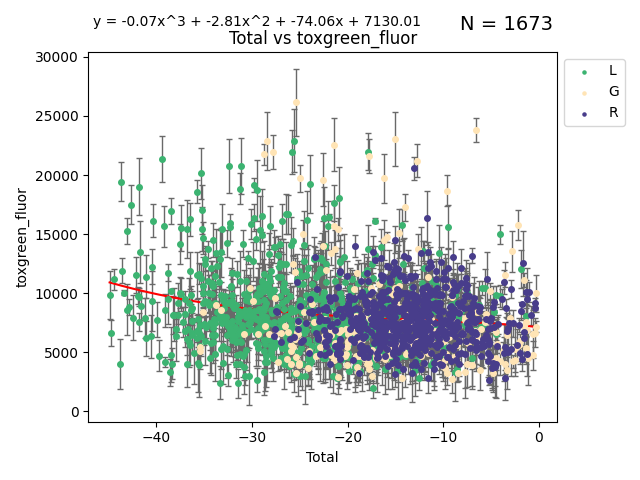 y = -0.07x^3 + -2.81x^2 + -74.06x + 7130.01
N = 1673
Total vs toxgreen_fluor
30000
25000
20000
15000
10000
5000
0
toxgreen_fluor
−40
−30
−20
−10
0
Total
L
G
R